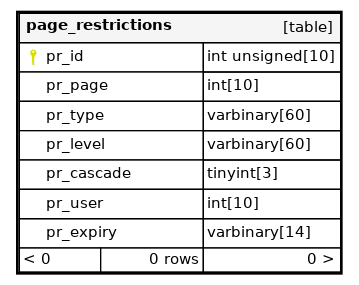 page_restrictions [table]
pr_id int unsigned[10]
pr_page int[10]
pr_type varbinary[60]
pr_level varbinary[60]
pr_cascade tinyint[3]
pr_user int[10]
pr_expiry varbinary[14]
< 0 0 rows 0 >